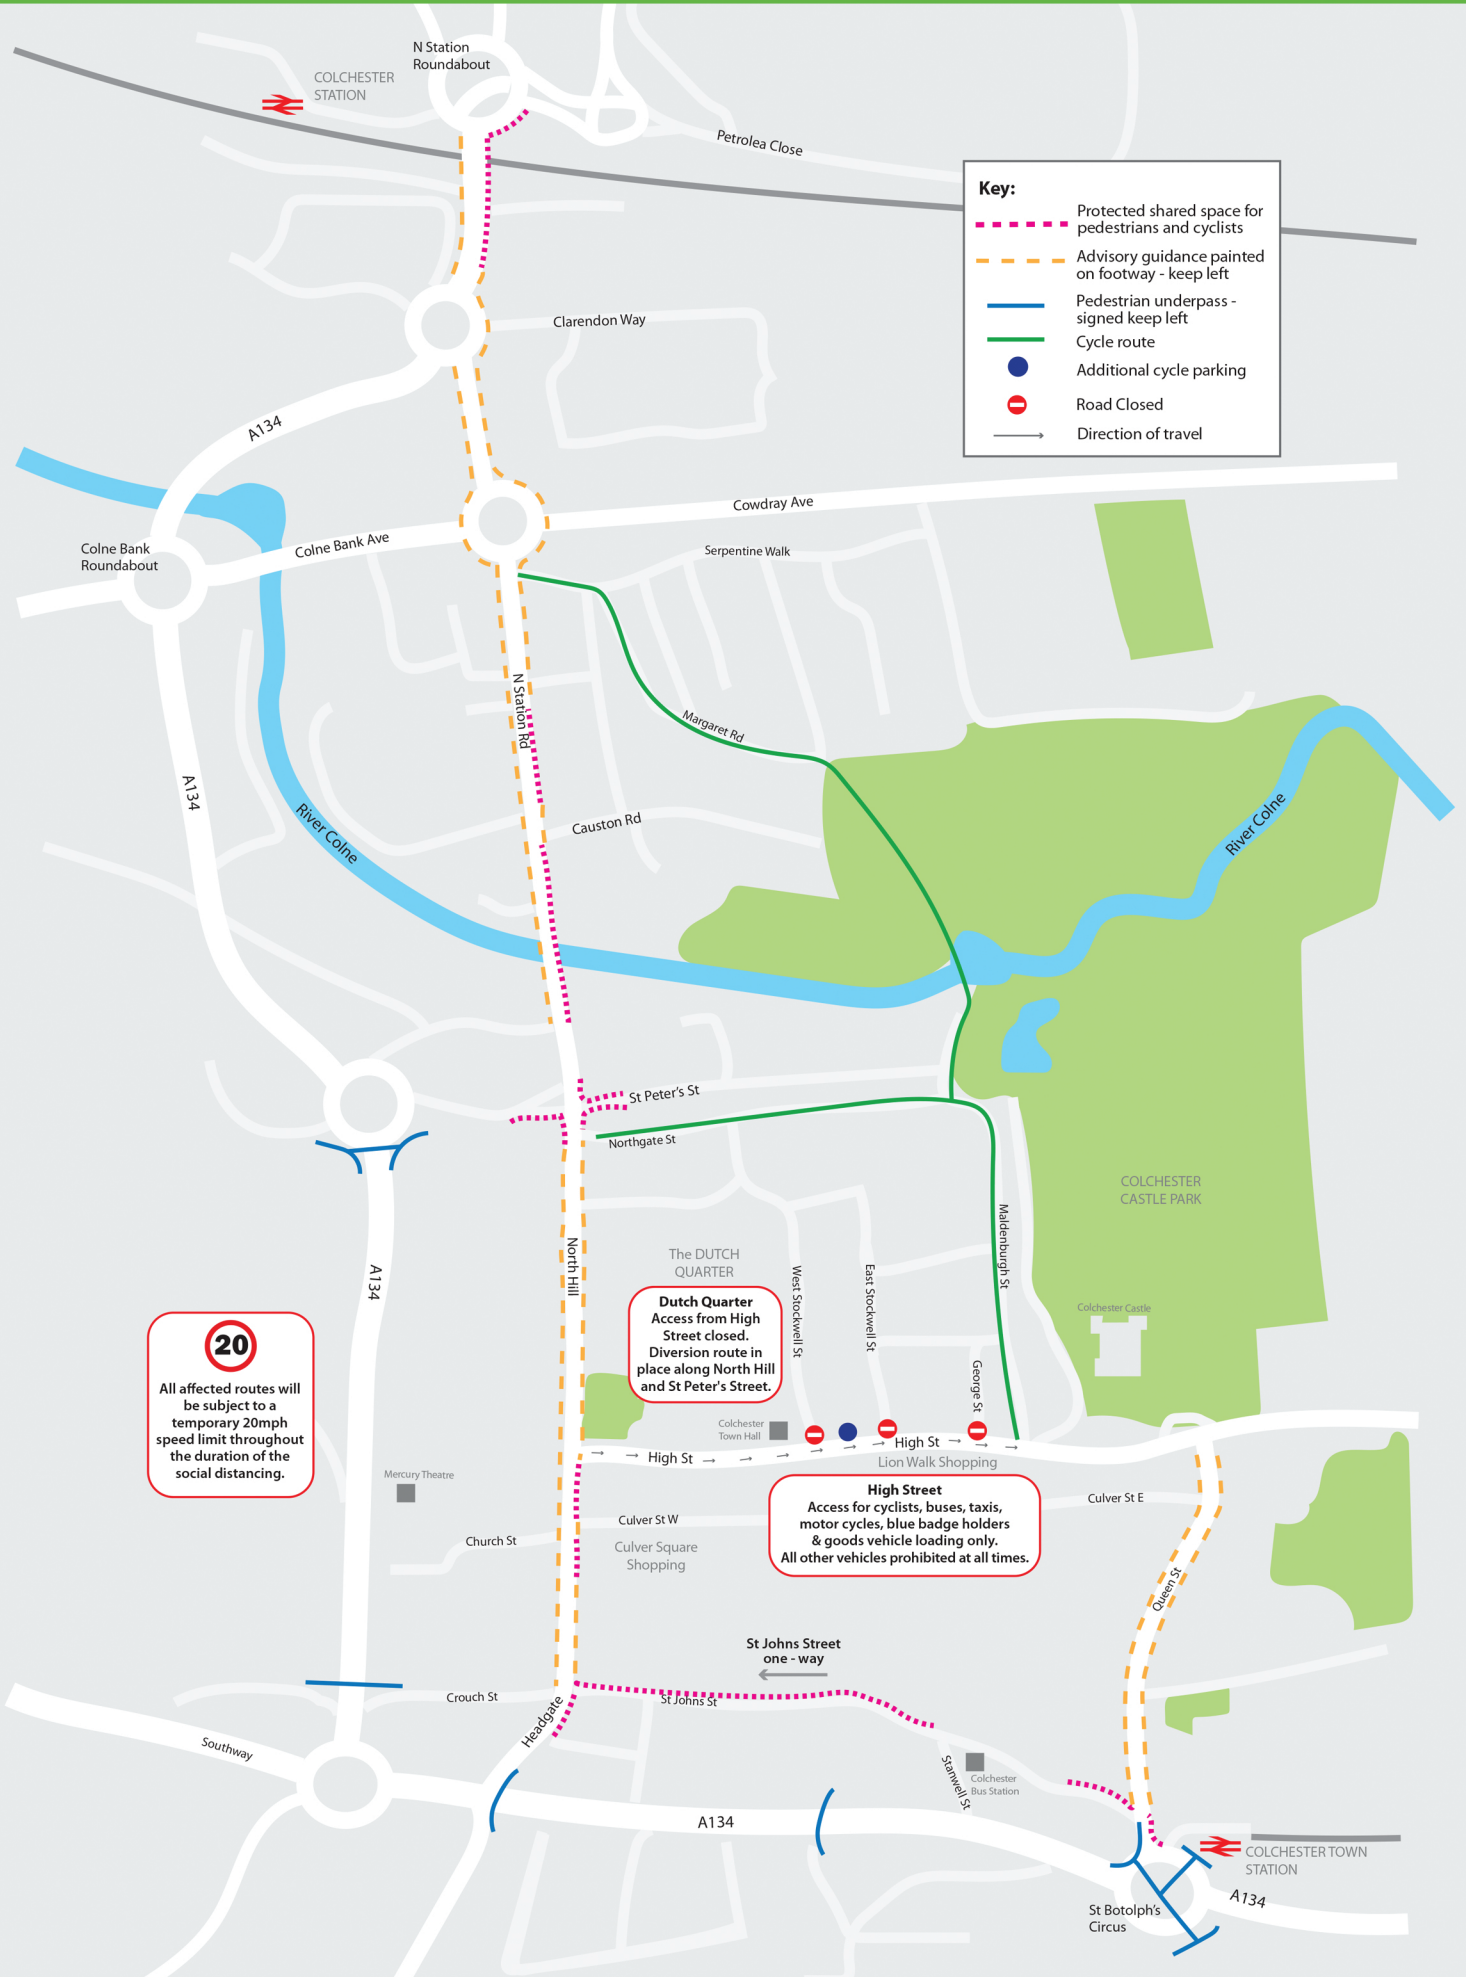 N Station
Roundabout
COLCHESTER
STATION
Petrolea Close
Key:
Protected shared space for
pedestrians and cyclists
Advisory guidance painted
on footway - keep left
Pedestrian underpass -
signed keep left
Cycle route
Additional cycle parking
Road Closed
Direction of travel
Clarendon Way
A134
Cowdray Ave
Colne Bank Ave
Colne Bank
Roundabout
Serpentine Walk
N Station Rd
Margaret Rd
A134
River Colne
Causton Rd
River Colne
St Peter's St
Northgate St
COLCHESTER
CASTLE PARK
Maldenburgh St
North Hill
A134
The DUTCH
QUARTER
West Stockwell St
East Stockwell St
George St
Colchester Castle
Dutch Quarter
Access from High
Street closed.
Diversion route in
place along North Hill
and St Peter's Street.
20
All affected routes will
be subject to a
temporary 20mph
speed limit throughout
the duration of the
social distancing.
Colchester
Town Hall
High St
High St
Lion Walk Shopping
Mercury Theatre
High Street
Access for cyclists, buses, taxis,
motor cycles, blue badge holders
& goods vehicle loading only.
All other vehicles prohibited at all times.
Culver St E
Culver St W
Church St
Culver Square
Shopping
Queen St
St Johns Street
one - way
Crouch St
St Johns St
Headgate
Southway
Stanwell St
Colchester
Bus Station
A134
COLCHESTER TOWN
STATION
A134
St Botolph's
Circus